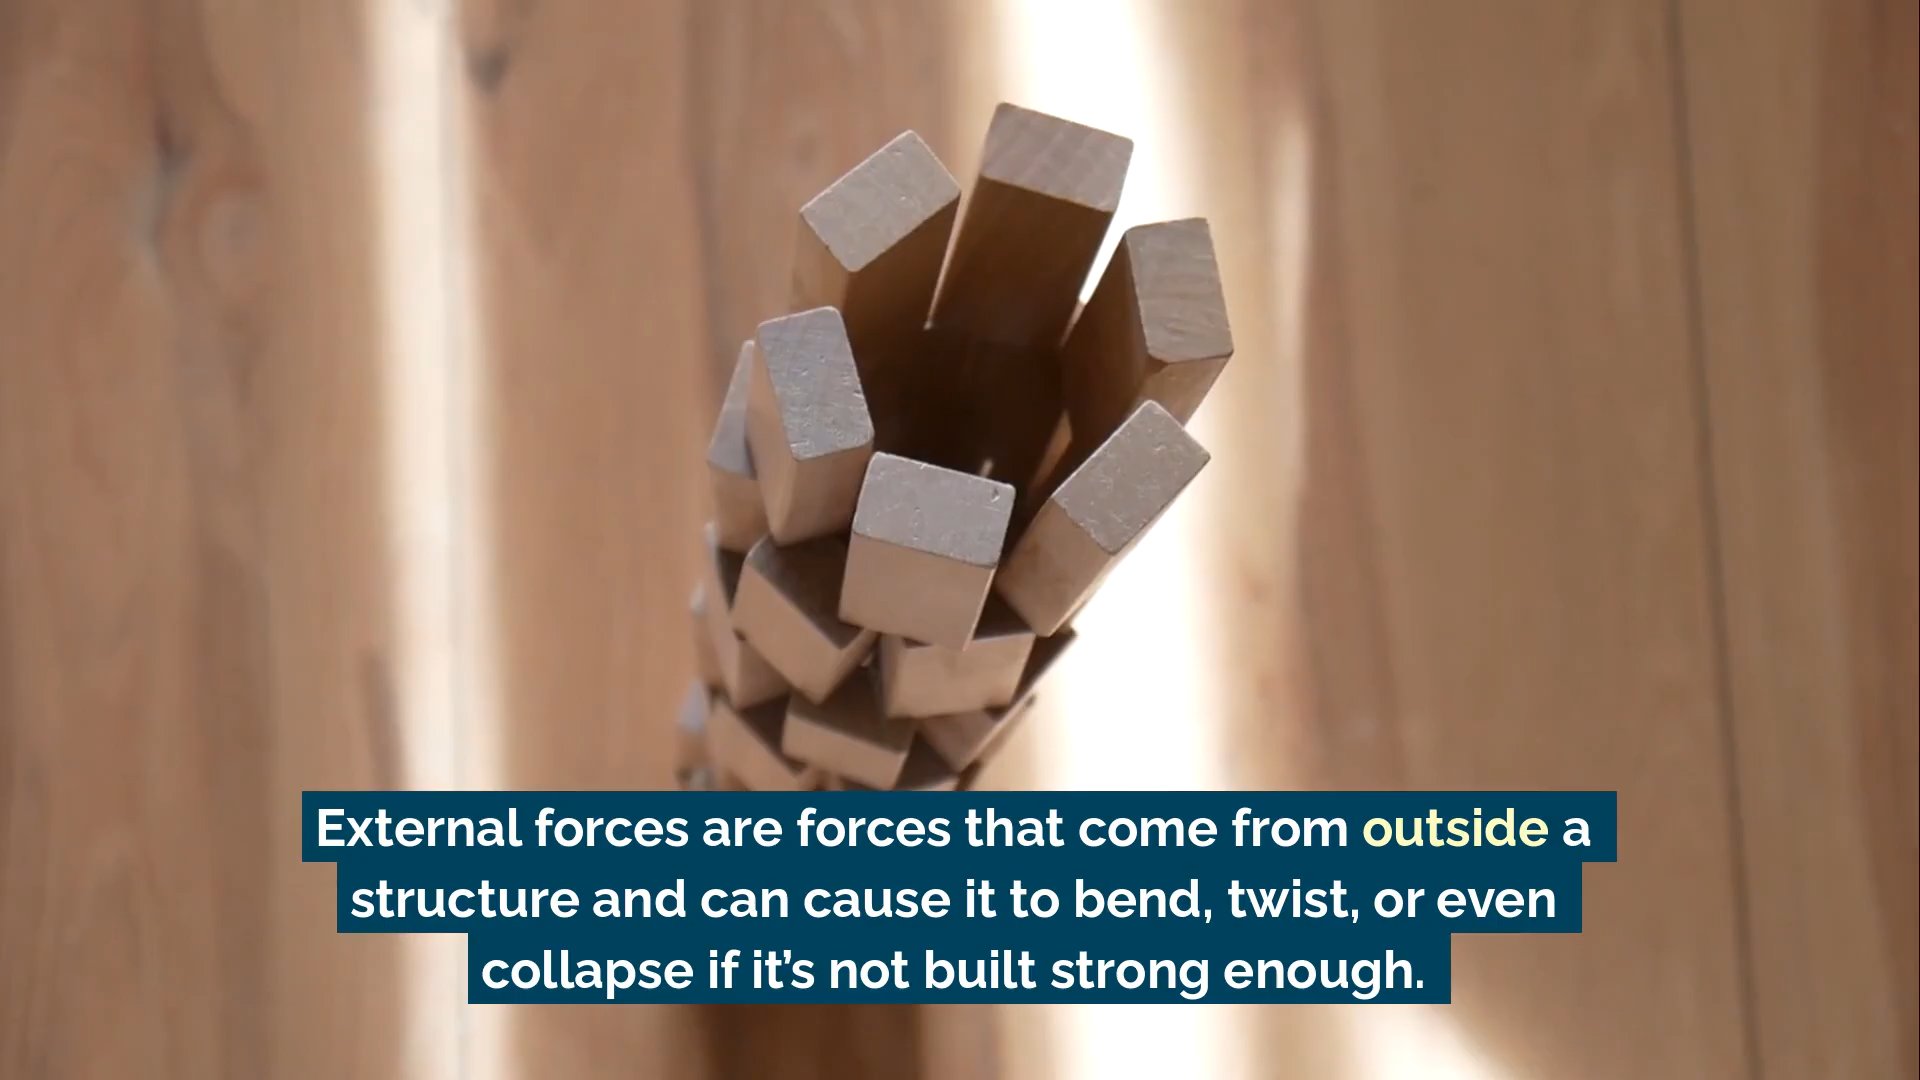 External forces are forces that come from outside a
structure and can cause it to bend, twist, or even
collapse if it’s not built strong enough.